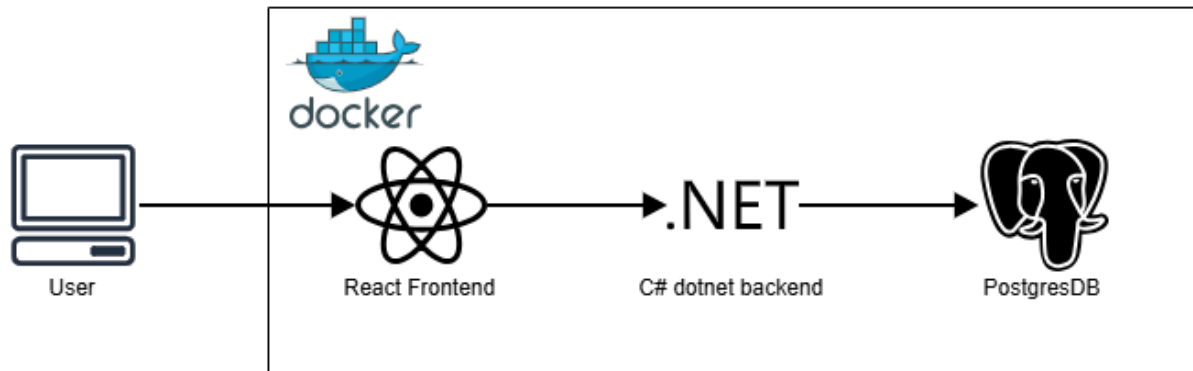 docker
.NET
User
React Frontend
C# dotnet backend
PostgresDB